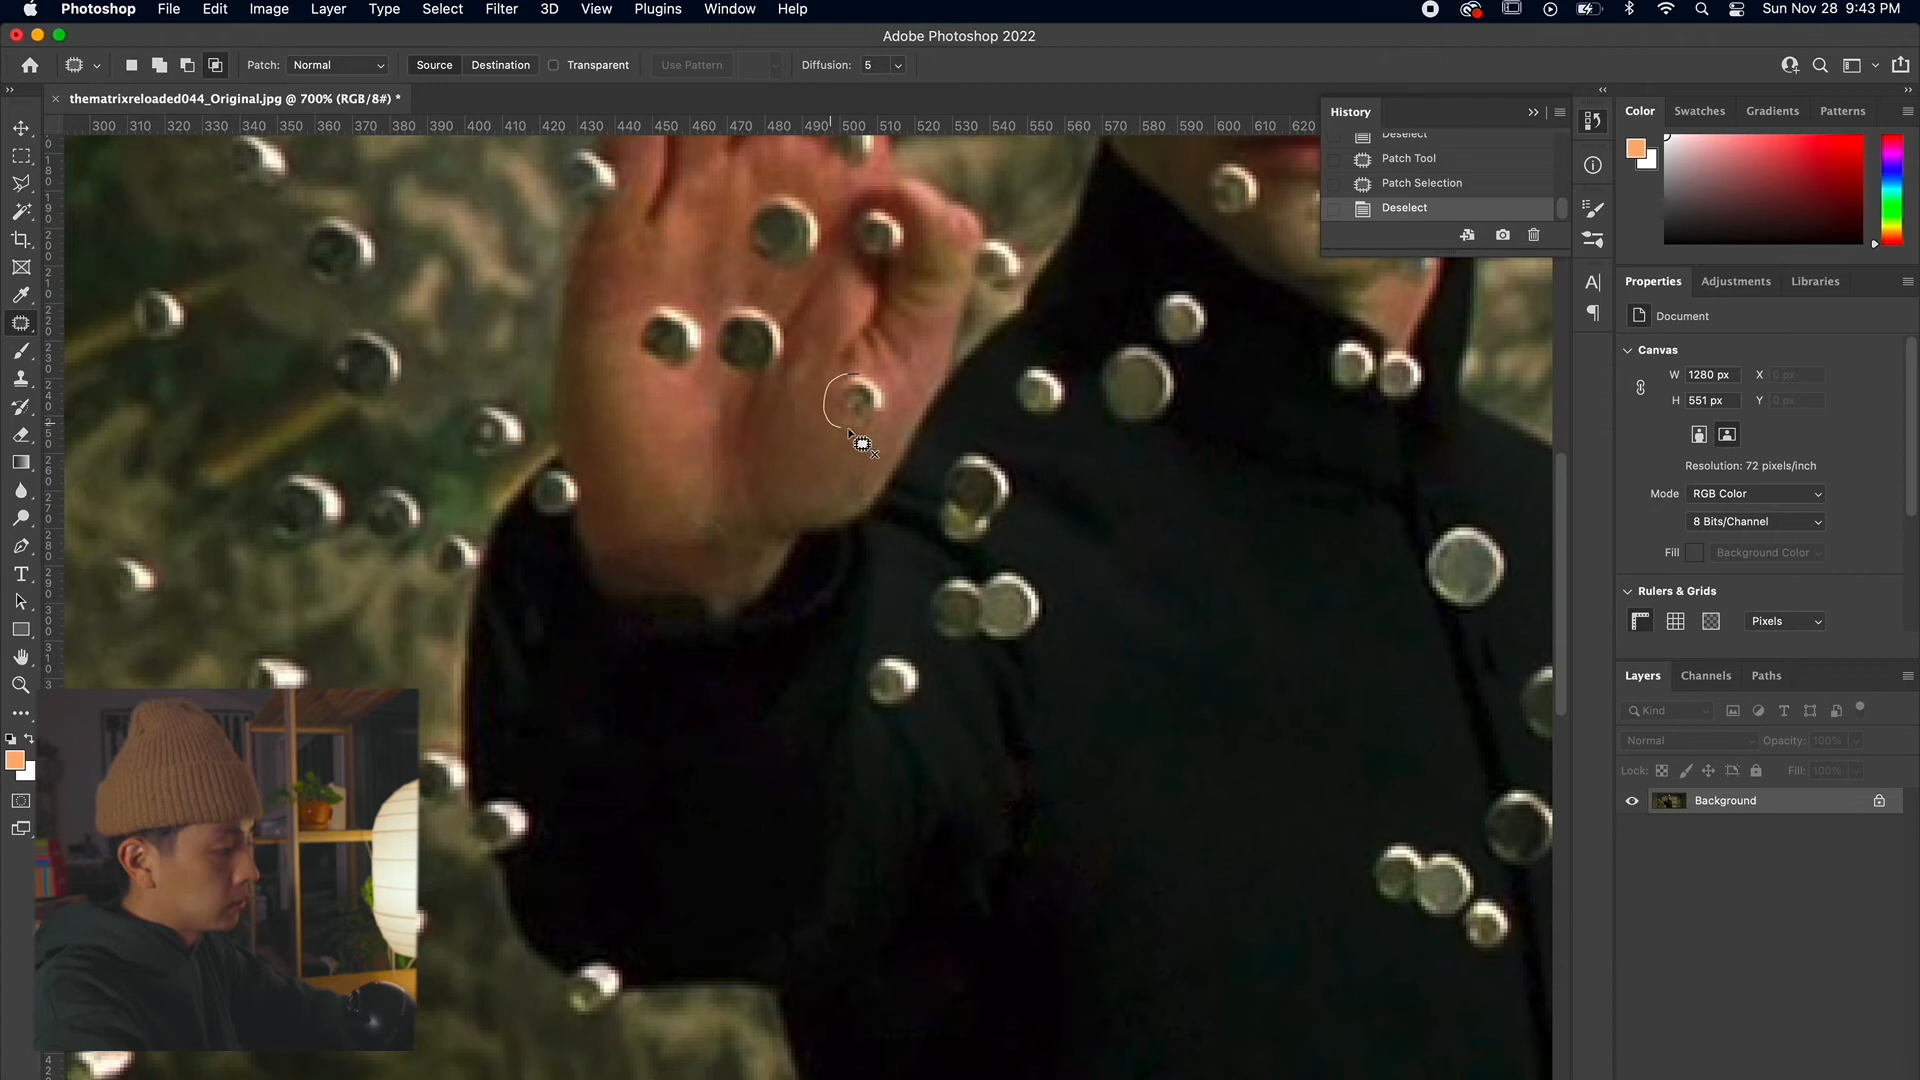 Photoshop File Edit Image Layer Type Select Filter 3D View Plugins Window Help Sun Nov 28 9:43 PM
Adobe Photoshop 2022
Patch: Normal Source Destination Transparent Use Pattern Diffusion: 5
thematrixreloaded044_Original.jpg @ 700% (RGB/8#) *
300 310 320 330 340 350 360 370 380 390 400 410 420 430 440 450 460 470 480 490 500 510 520 530 540 550 560 570 580 590 600 610 620
History
Deselect
Patch Tool
Patch Selection
Deselect
Color Swatches Gradients Patterns
Properties Adjustments Libraries
Document
Canvas
W 1280 px X 0 px
H 551 px Y 0 px
Resolution: 72 pixels/inch
Mode RGB Color
8 Bits/Channel
Fill Background Color
Rulers & Grids
Pixels
Layers Channels Paths
Kind
Normal Opacity: 100%
Lock: Fill: 100%
Background